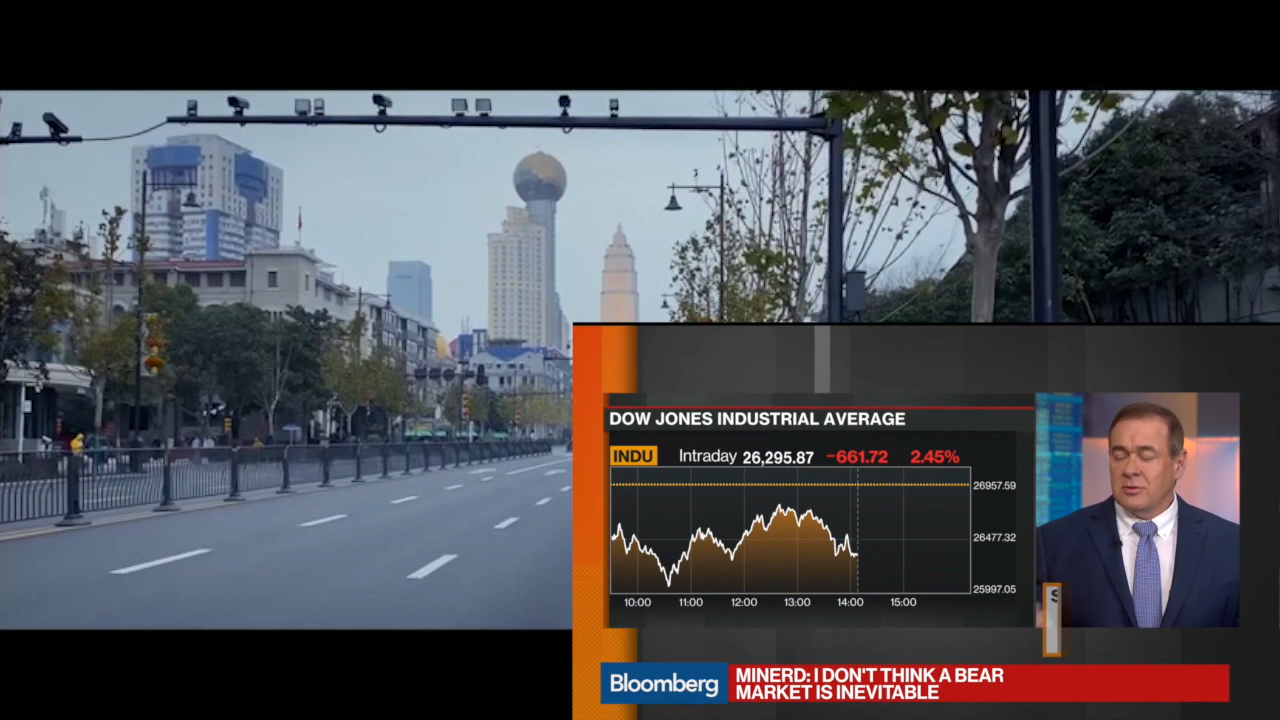 DOW JONES INDUSTRIAL AVERAGE
INDU Intraday 26,295.87 -661.72 2.45%
26957.59
26477.32
25997.05
10:00 11:00 12:00 13:00 14:00 15:00
S
Bloomberg
MINERD: I DON'T THINK A BEAR
MARKET IS INEVITABLE